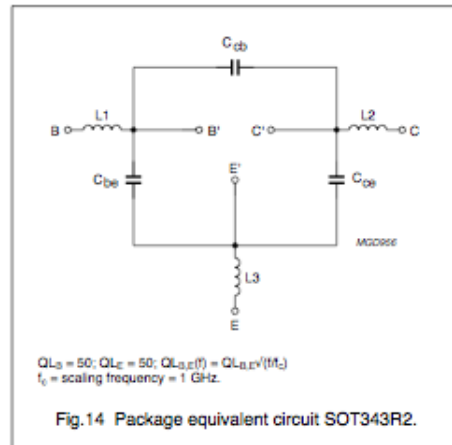 C_cb
L1
L2
B
B'
C'
C
C_be
E'
C_ce
MGD956
L3
E
QL_B = 50; QL_E = 50; QL_B,E(f) = QL_B,E√(f/f_c)
f_c = scaling frequency = 1 GHz.
Fig.14 Package equivalent circuit SOT343R2.